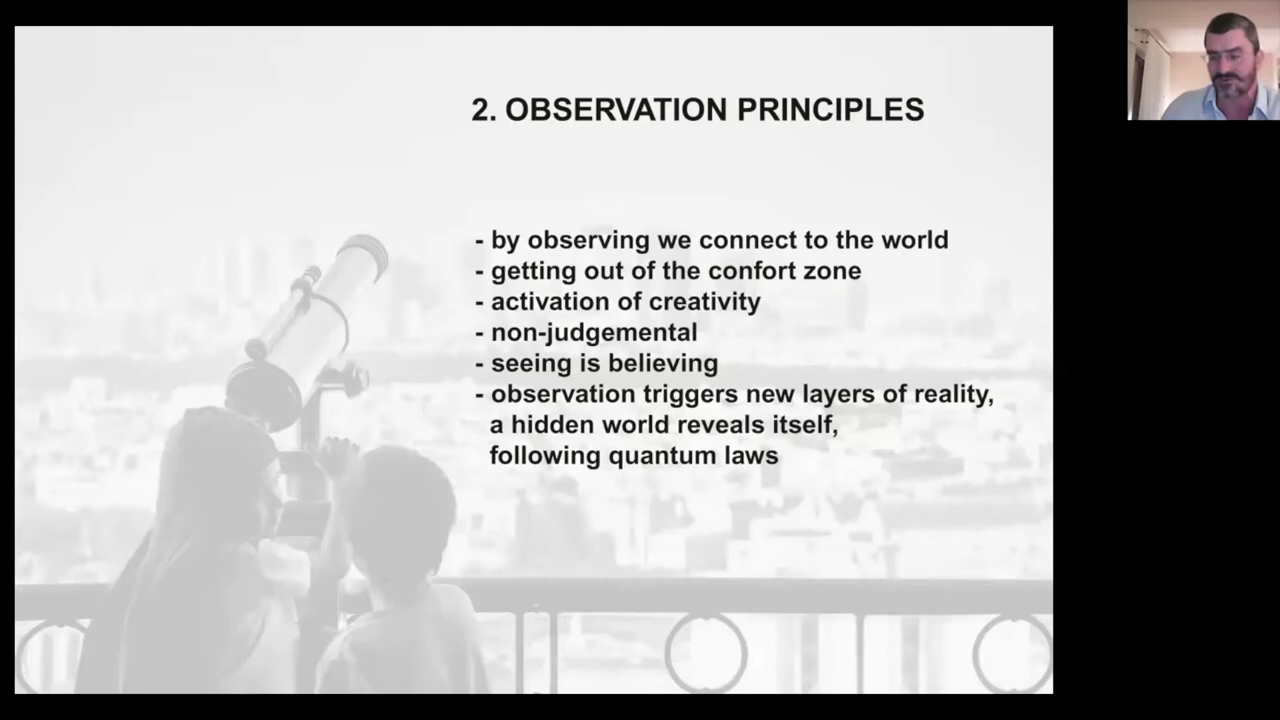 2. OBSERVATION PRINCIPLES
- by observing we connect to the world
- getting out of the confort zone
- activation of creativity
- non-judgemental
- seeing is believing
- observation triggers new layers of reality,
a hidden world reveals itself,
following quantum laws